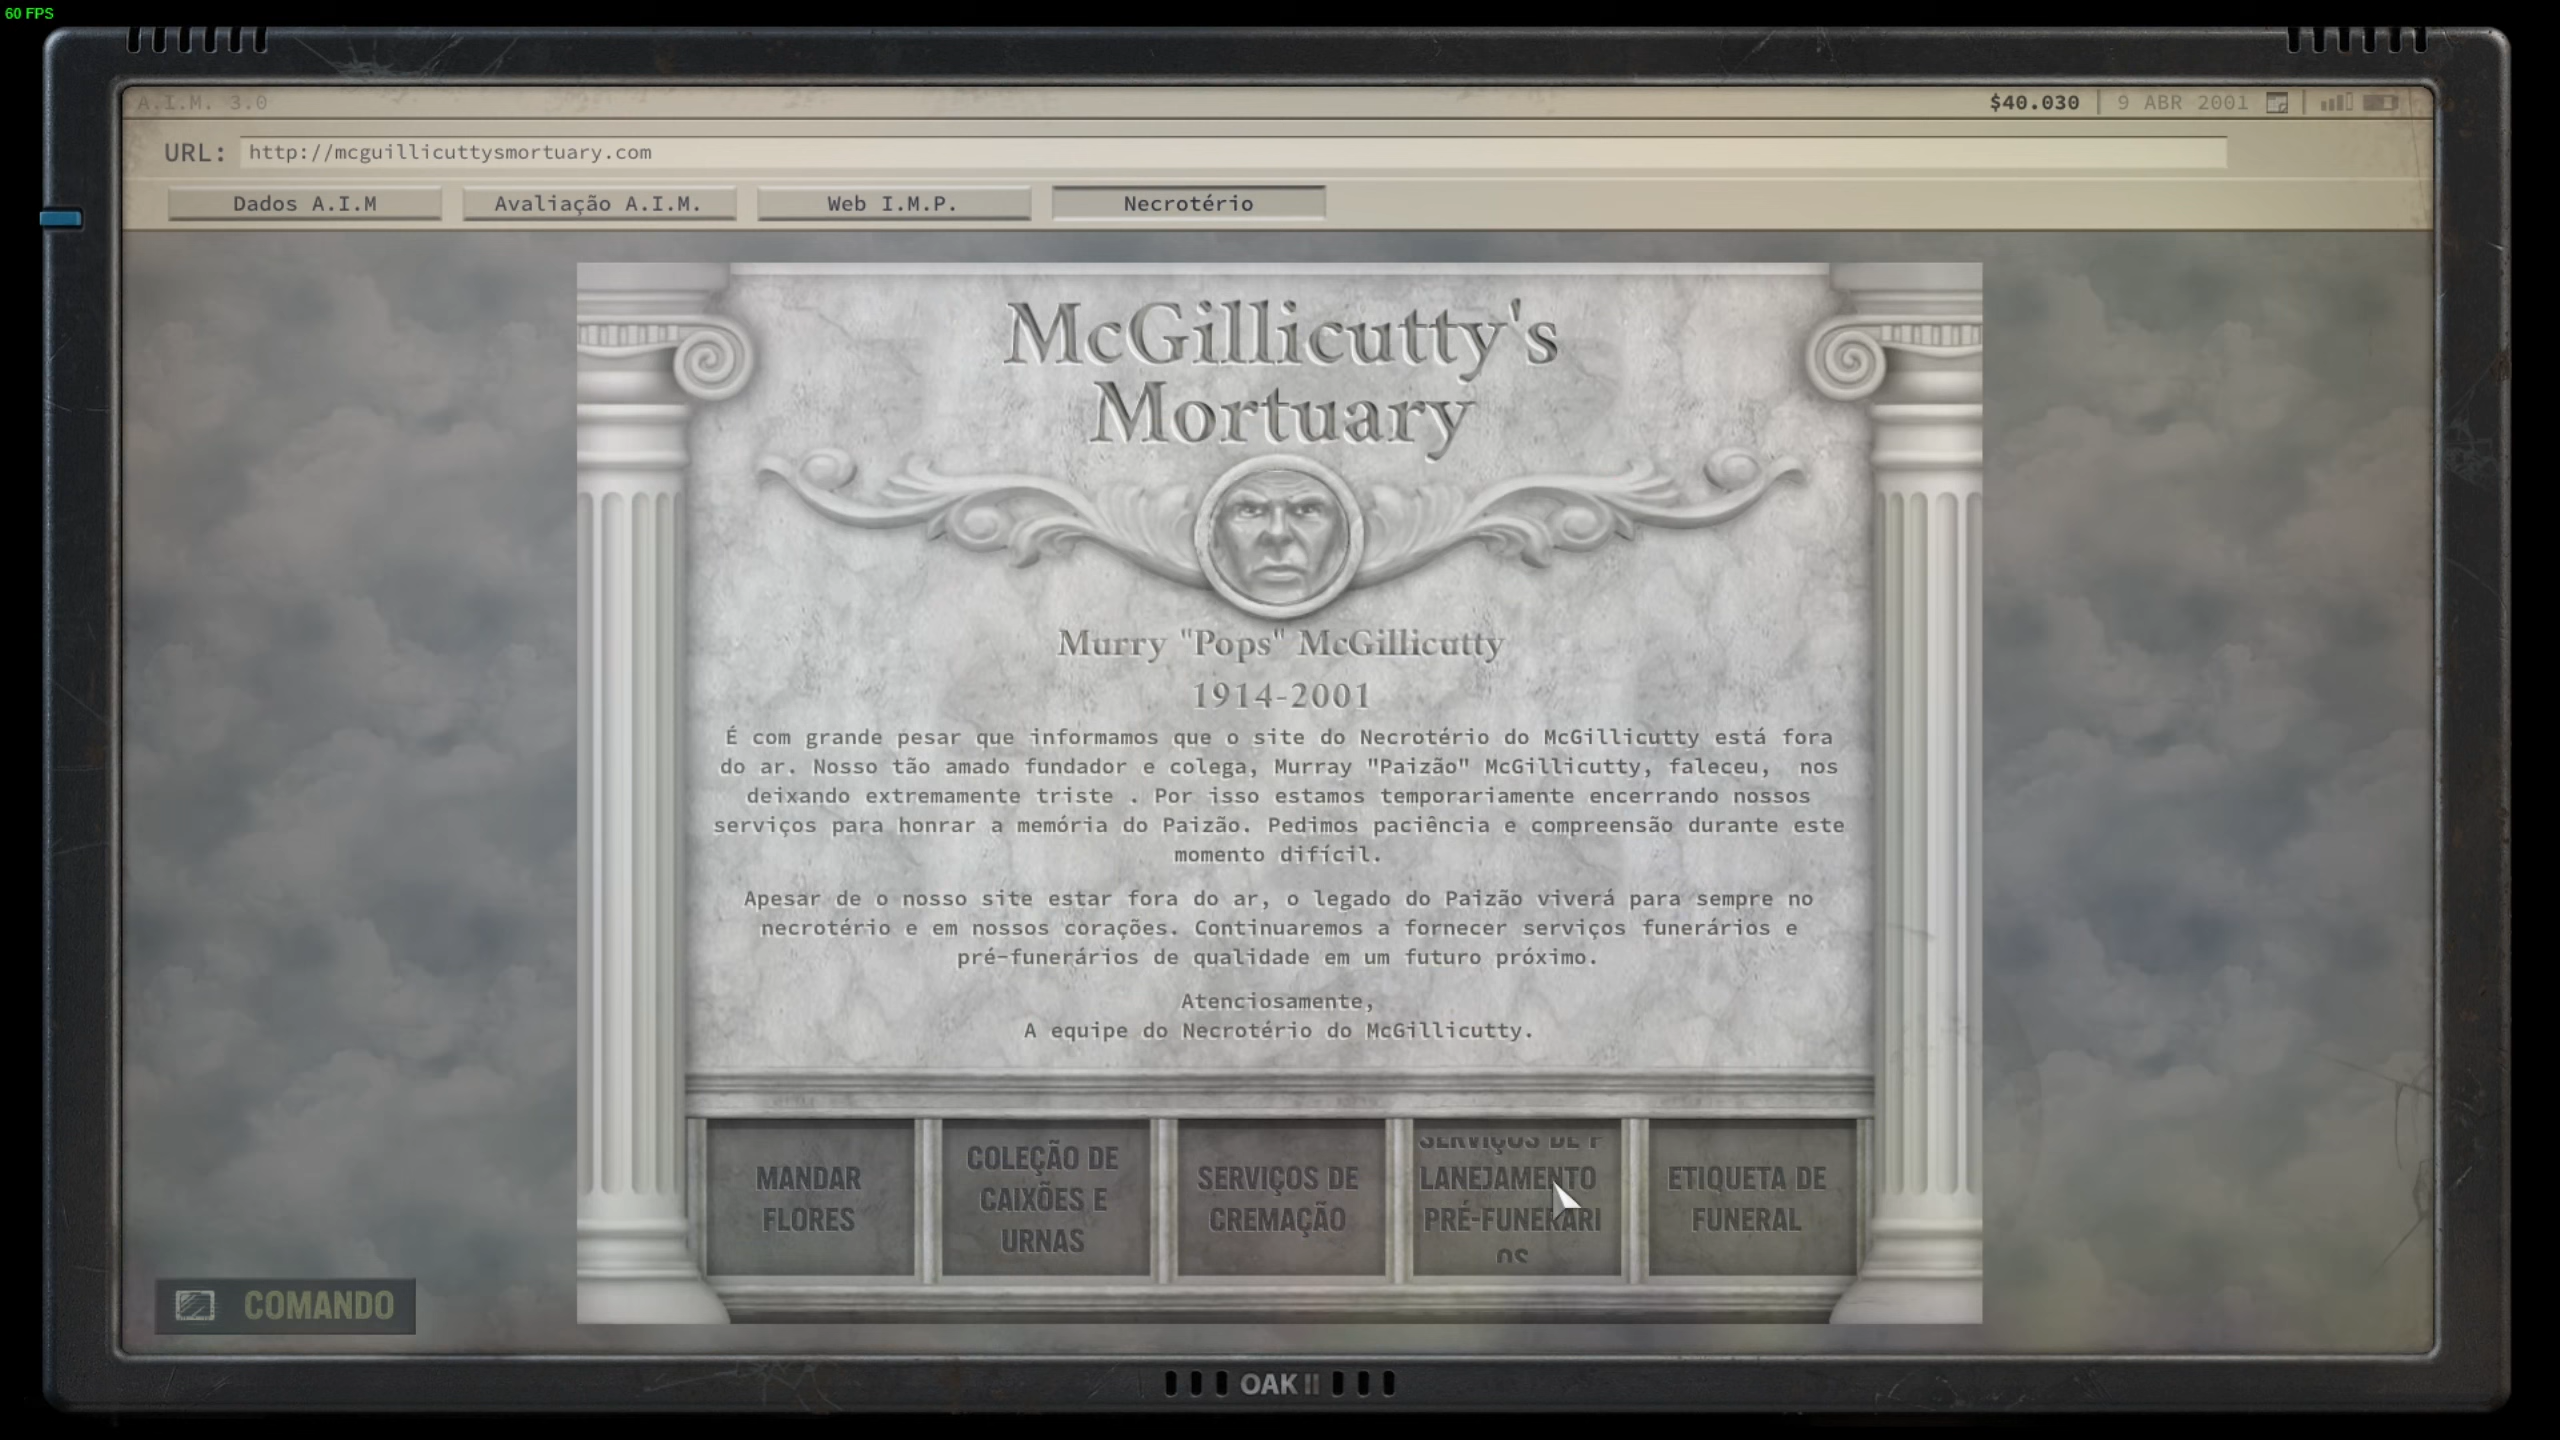 60 FPS
A.I.M. 3.0
$40.030
9 ABR 2001
URL:
http://mcguillicuttysmortuary.com
Dados A.I.M
Avaliação A.I.M.
Web I.M.P.
Necrotério
McGillicutty's
Mortuary
Murry "Pops" McGillicutty
1914-2001
É com grande pesar que informamos que o site do Necrotério do McGillicutty está fora
do ar. Nosso tão amado fundador e colega, Murray "Paizão" McGillicutty, faleceu, nos
deixando extremamente triste . Por isso estamos temporariamente encerrando nossos
serviços para honrar a memória do Paizão. Pedimos paciência e compreensão durante este
momento difícil.
Apesar de o nosso site estar fora do ar, o legado do Paizão viverá para sempre no
necrotério e em nossos corações. Continuaremos a fornecer serviços funerários e
pré-funerários de qualidade em um futuro próximo.
Atenciosamente,
A equipe do Necrotério do McGillicutty.
MANDAR
FLORES
COLEÇÃO DE
CAIXÕES E
URNAS
SERVIÇOS DE
CREMAÇÃO
SERVIÇOS DE P
LANEJAMENTO
PRÉ-FUNERÁRI
OS
ETIQUETA DE
FUNERAL
COMANDO
OAK II